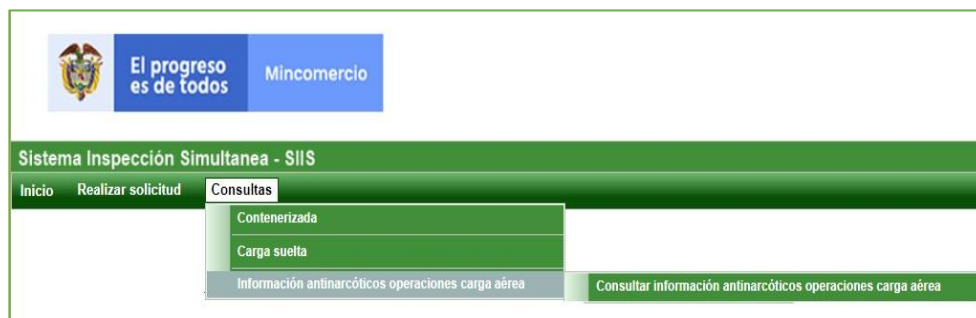 El progreso
es de todos
Mincomercio
Sistema Inspección Simultanea - SIIS
Inicio Realizar solicitud Consultas
Contenerizada
Carga suelta
Información antinarcóticos operaciones carga aérea
Consultar información antinarcóticos operaciones carga aérea